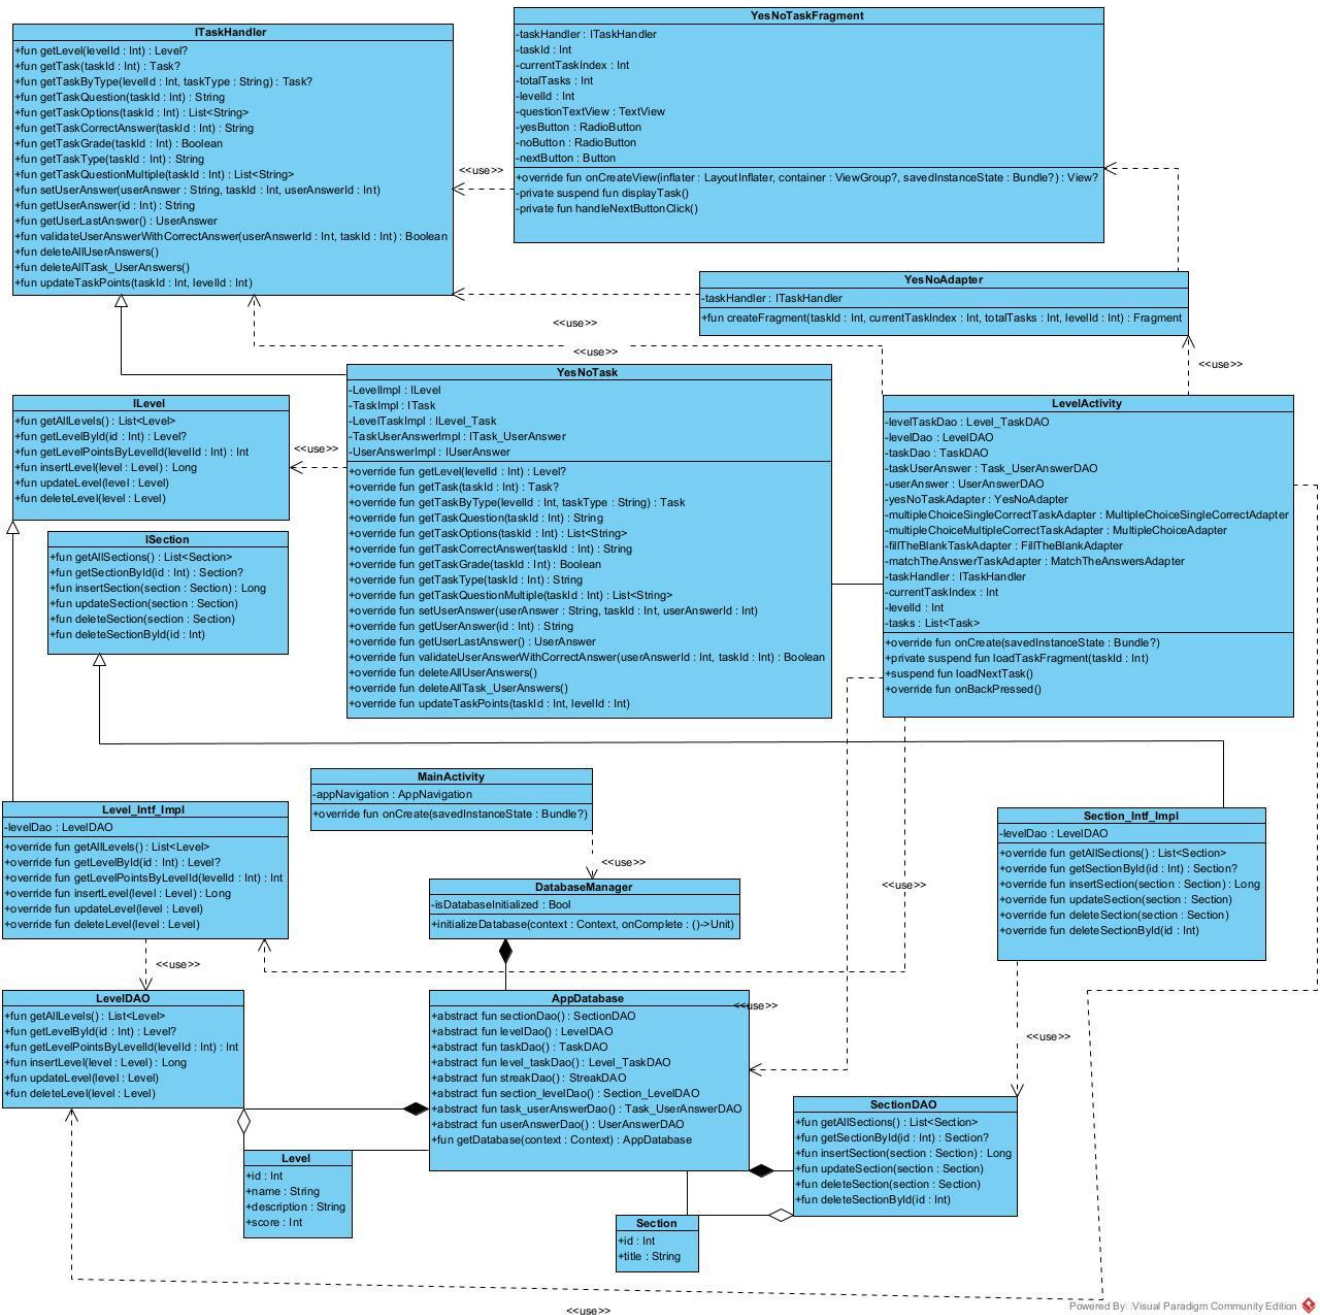 ITaskHandler
+fun getLevel(levelId : Int) : Level?
+fun getTask(taskId : Int) : Task?
+fun getTaskByType(levelId : Int, taskType : String) : Task?
+fun getTaskQuestion(taskId : Int) : String
+fun getTaskOptions(taskId : Int) : List<String>
+fun getTaskCorrectAnswer(taskId : Int) : String
+fun getTaskGrade(taskId : Int) : Boolean
+fun getTaskType(taskId : Int) : String
+fun getTaskQuestionMultiple(taskId : Int) : List<String>
+fun setUserAnswer(userAnswer : String, taskId : Int, userAnswerId : Int)
+fun getUserAnswer(id : Int) : String
+fun getUserLastAnswer() : UserAnswer
+fun validateUserAnswerWithCorrectAnswer(userAnswerId : Int, taskId : Int) : Boolean
+fun deleteAllUserAnswers()
+fun deleteAllTask_UserAnswers()
+fun updateTaskPoints(taskId : Int, levelId : Int)
<<use>>
YesNoTaskFragment
-taskHandler : ITaskHandler
-taskId : Int
-currentTaskIndex : Int
-totalTasks : Int
-levelId : Int
-questionTextView : TextView
-yesButton : RadioButton
-noButton : RadioButton
-nextButton : Button
+override fun onCreateView(inflater : LayoutInflater, container : ViewGroup?, savedInstanceState : Bundle?) : View?
-private suspend fun displayTask()
-private fun handleNextButtonClick()
YesNoAdapter
-taskHandler : ITaskHandler
+fun createFragment(taskId : Int, currentTaskIndex : Int, totalTasks : Int, levelId : Int) : Fragment
<<use>>
<<use>>
<<use>>
ILevel
+fun getAllLevels() : List<Level>
+fun getLevelById(id : Int) : Level?
+fun getLevelPointsByLevelId(levelId : Int) : Int
+fun insertLevel(level : Level) : Long
+fun updateLevel(level : Level)
+fun deleteLevel(level : Level)
<<use>>
ISection
+fun getAllSections() : List<Section>
+fun getSectionById(id : Int) : Section?
+fun insertSection(section : Section) : Long
+fun updateSection(section : Section)
+fun deleteSection(section : Section)
+fun deleteSectionById(id : Int)
YesNoTask
-LevelImpl : ILevel
-TaskImpl : ITask
-LevelTaskImpl : ILevel_Task
-TaskUserAnswerImpl : ITask_UserAnswer
-UserAnswerImpl : IUserAnswer
+override fun getLevel(levelId : Int) : Level?
+override fun getTask(taskId : Int) : Task?
+override fun getTaskByType(levelId : Int, taskType : String) : Task
+override fun getTaskQuestion(taskId : Int) : String
+override fun getTaskOptions(taskId : Int) : List<String>
+override fun getTaskCorrectAnswer(taskId : Int) : String
+override fun getTaskGrade(taskId : Int) : Boolean
+override fun getTaskType(taskId : Int) : String
+override fun getTaskQuestionMultiple(taskId : Int) : List<String>
+override fun setUserAnswer(userAnswer : String, taskId : Int, userAnswerId : Int)
+override fun getUserAnswer(id : Int) : String
+override fun getUserLastAnswer() : UserAnswer
+override fun validateUserAnswerWithCorrectAnswer(userAnswerId : Int, taskId : Int) : Boolean
+override fun deleteAllUserAnswers()
+override fun deleteAllTask_UserAnswers()
+override fun updateTaskPoints(taskId : Int, levelId : Int)
LevelActivity
-levelTaskDao : Level_TaskDAO
-levelDao : LevelDAO
-taskDao : TaskDAO
-taskUserAnswer : Task_UserAnswerDAO
-userAnswer : UserAnswerDAO
-yesNoTaskAdapter : YesNoAdapter
-multipleChoiceSingleCorrectTaskAdapter : MultipleChoiceSingleCorrectAdapter
-multipleChoiceMultipleCorrectTaskAdapter : MultipleChoiceAdapter
-fillTheBlankTaskAdapter : FillTheBlankAdapter
-matchTheAnswerTaskAdapter : MatchTheAnswersAdapter
-taskHandler : ITaskHandler
-currentTaskIndex : Int
-levelId : Int
-tasks : List<Task>
+override fun onCreate(savedInstanceState : Bundle?)
+private suspend fun loadTaskFragment(taskId : Int)
+suspend fun loadNextTask()
+override fun onBackPressed()
MainActivity
-appNavigation : AppNavigation
+override fun onCreate(savedInstanceState : Bundle?)
<<use>>
Level_Intf_Impl
-levelDao : LevelDAO
+override fun getAllLevels() : List<Level>
+override fun getLevelById(id : Int) : Level?
+override fun getLevelPointsByLevelId(levelId : Int) : Int
+override fun insertLevel(level : Level) : Long
+override fun updateLevel(level : Level)
+override fun deleteLevel(level : Level)
<<use>>
DatabaseManager
-isDatabaseInitialized : Bool
+initializeDatabase(context : Context, onComplete : ()->Unit)
<<use>>
Section_Intf_Impl
-levelDao : LevelDAO
+override fun getAllSections() : List<Section>
+override fun getSectionById(id : Int) : Section?
+override fun insertSection(section : Section) : Long
+override fun updateSection(section : Section)
+override fun deleteSection(section : Section)
+override fun deleteSectionById(id : Int)
<<use>>
LevelDAO
+fun getAllLevels() : List<Level>
+fun getLevelById(id : Int) : Level?
+fun getLevelPointsByLevelId(levelId : Int) : Int
+fun insertLevel(level : Level) : Long
+fun updateLevel(level : Level)
+fun deleteLevel(level : Level)
AppDatabase
+abstract fun sectionDao() : SectionDAO
+abstract fun levelDao() : LevelDAO
+abstract fun taskDao() : TaskDAO
+abstract fun level_taskDao() : Level_TaskDAO
+abstract fun streakDao() : StreakDAO
+abstract fun section_levelDao() : Section_LevelDAO
+abstract fun task_userAnswerDao() : Task_UserAnswerDAO
+abstract fun userAnswerDao() : UserAnswerDAO
+fun getDatabase(context : Context) : AppDatabase
<<use>>
SectionDAO
+fun getAllSections() : List<Section>
+fun getSectionById(id : Int) : Section?
+fun insertSection(section : Section) : Long
+fun updateSection(section : Section)
+fun deleteSection(section : Section)
+fun deleteSectionById(id : Int)
Level
+id : Int
+name : String
+description : String
+score : Int
Section
+id : Int
+title : String
<<use>>
Powered By Visual Paradigm Community Edition